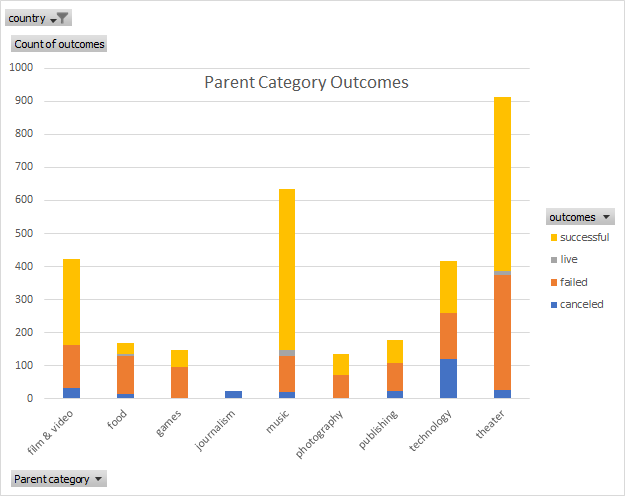 country
Count of outcomes
Parent Category Outcomes
1000
900
800
700
600
500
400
300
200
100
0
film & video
food
games
journalism
music
photography
publishing
technology
theater
outcomes
successful
live
failed
canceled
Parent category